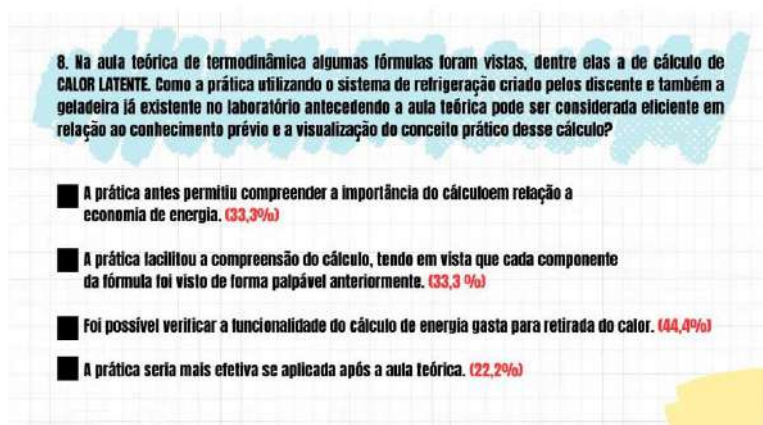 8. Na aula teórica de termodinâmica algumas fórmulas foram vistas, dentre elas a de cálculo de
CALOR LATENTE. Como a prática utilizando o sistema de refrigeração criado pelos discente e também a
geladeira já existente no laboratório antecedendo a aula teórica pode ser considerada eficiente em
relação ao conhecimento prévio e a visualização do conceito prático desse cálculo?
A prática antes permitiu compreender a importância do cálculoem relação a
economia de energia. (33,3%)
A prática facilitou a compreensão do cálculo, tendo em vista que cada componente
da fórmula foi visto de forma palpável anteriormente. (33,3 %)
Foi possível verificar a funcionalidade do cálculo de energia gasta para retirada do calor. (44,4%)
A prática seria mais efetiva se aplicada após a aula teórica. (22,2%)